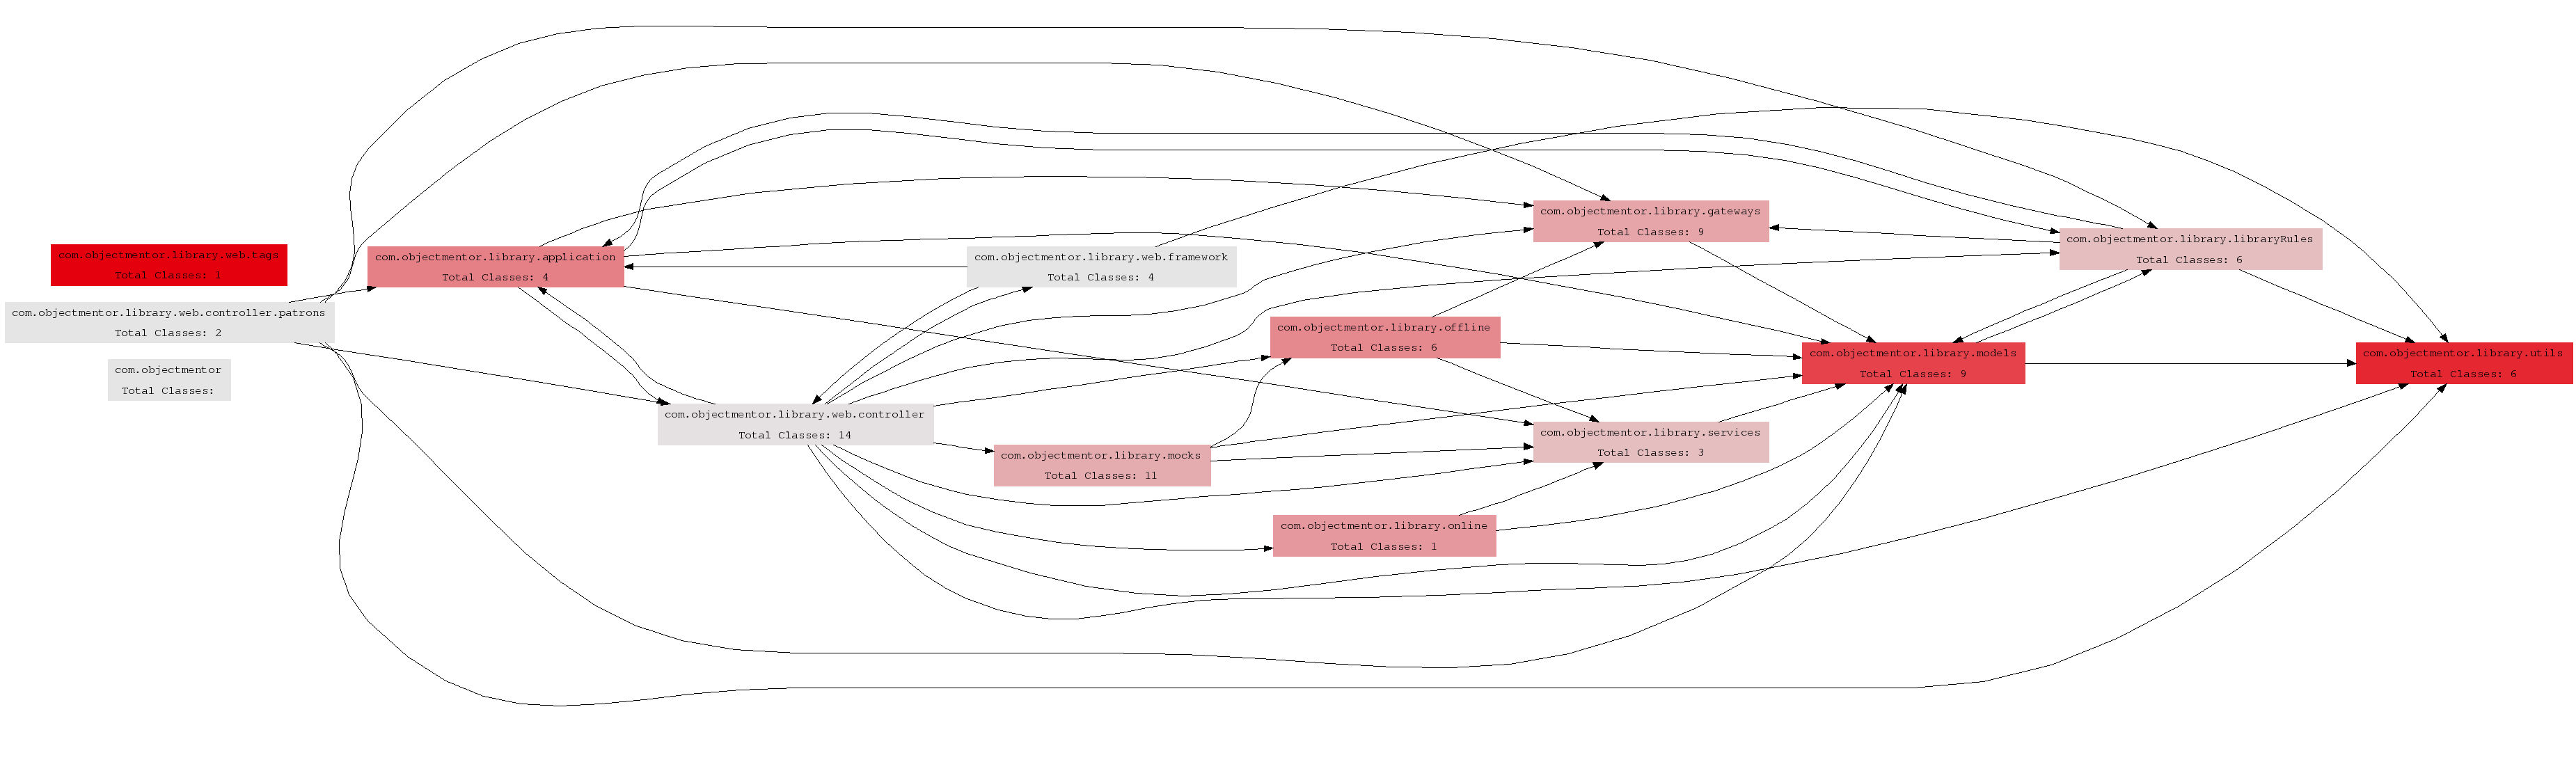 com.objectmentor.library.web.tags
Total Classes: 1
com.objectmentor.library.web.controller.patrons
Total Classes: 2
com.objectmentor
Total Classes:
com.objectmentor.library.application
Total Classes: 4
com.objectmentor.library.web.controller
Total Classes: 14
com.objectmentor.library.web.framework
Total Classes: 4
com.objectmentor.library.mocks
Total Classes: 11
com.objectmentor.library.offline
Total Classes: 6
com.objectmentor.library.online
Total Classes: 1
com.objectmentor.library.gateways
Total Classes: 9
com.objectmentor.library.services
Total Classes: 3
com.objectmentor.library.models
Total Classes: 9
com.objectmentor.library.libraryRules
Total Classes: 6
com.objectmentor.library.utils
Total Classes: 6